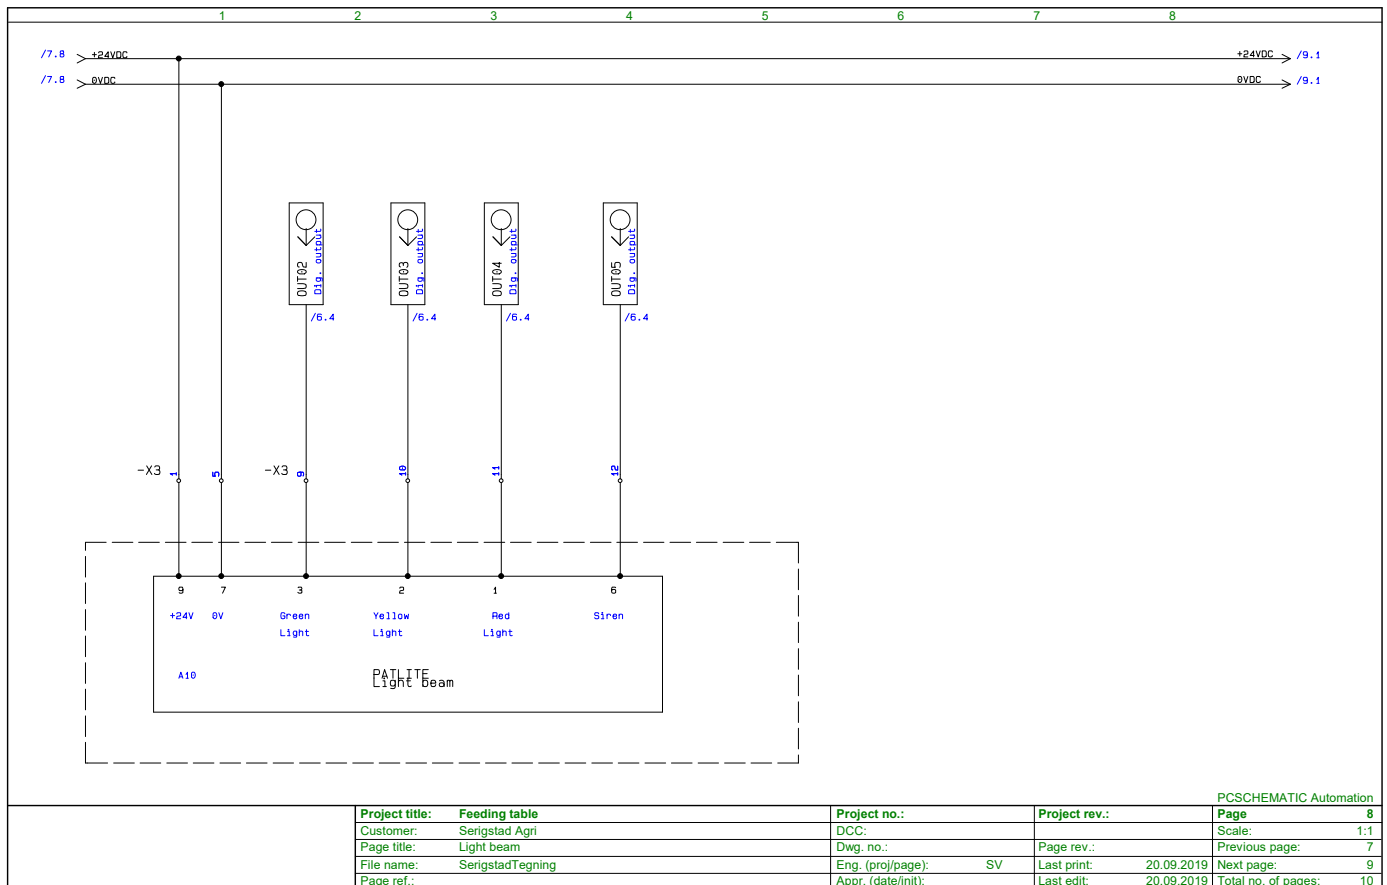 1 2 3 4 5 6 7 8
/7.8 +24VDC +24VDC /9.1
/7.8 0VDC 0VDC /9.1
OUT02 Dig. output OUT03 Dig. output OUT04 Dig. output OUT05 Dig. output
/6.4 /6.4 /6.4 /6.4
-X3 1 5 -X3 9 10 11 12
9 7 3 2 1 6
+24V 0V Green Yellow Red Siren
Light Light Light
A10 PATLITE
Light beam
PCSCHEMATIC Automation
Project title: Feeding table Project no.: Project rev.: Page 8
Customer: Serigstad Agri DCC: Scale: 1:1
Page title: Light beam Dwg. no.: Page rev.: Previous page: 7
File name: SerigstadTegning Eng. (proj/page): SV Last print: 20.09.2019 Next page: 9
Page ref.: Appr. (date/init): Last edit: 20.09.2019 Total no. of pages: 10